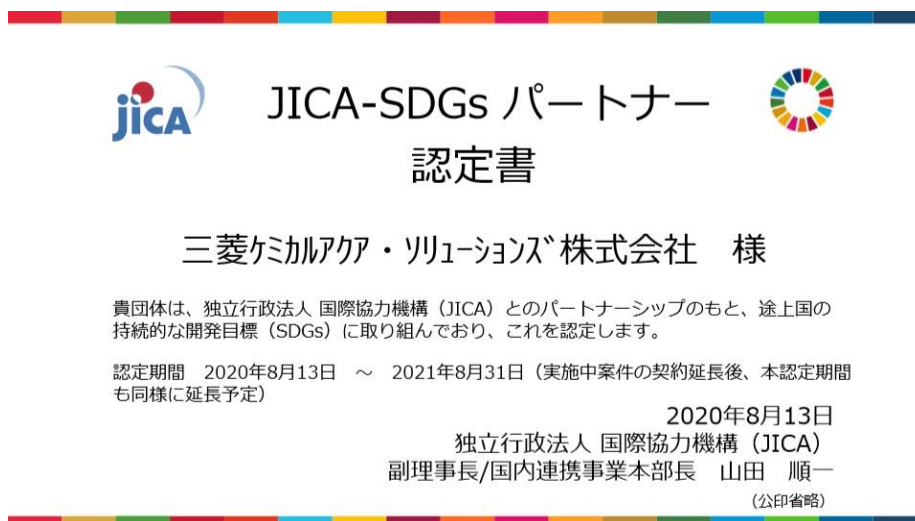 jica
JICA-SDGs パートナー
認定書
三菱ｹﾐｶﾙｱｸｱ・ｿﾘｭｰｼｮﾝｽﾞ株式会社　様
貴団体は、独立行政法人 国際協力機構（JICA）とのパートナーシップのもと、途上国の
持続的な開発目標（SDGs）に取り組んでおり、これを認定します。
認定期間　2020年8月13日　～　2021年8月31日（実施中案件の契約延長後、本認定期間
も同様に延長予定）
2020年8月13日
独立行政法人 国際協力機構（JICA）
副理事長/国内連携事業本部長　山田　順一
（公印省略）